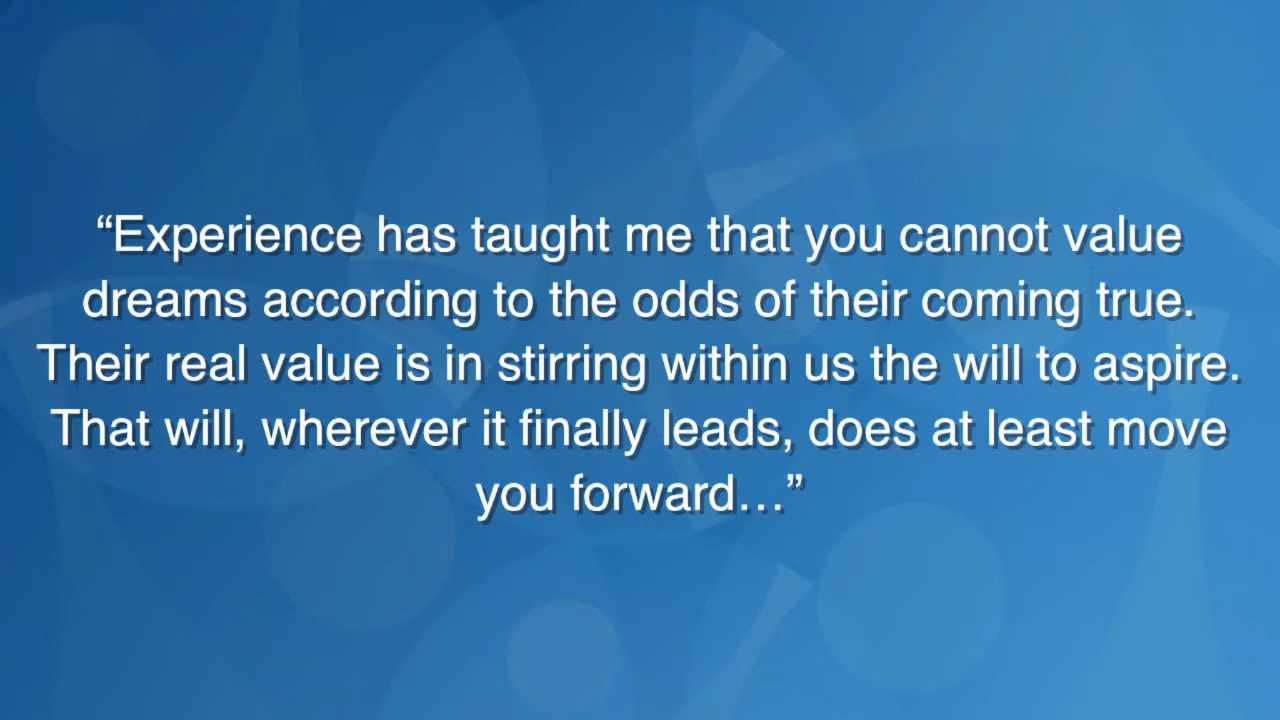 “Experience has taught me that you cannot value
dreams according to the odds of their coming true.
Their real value is in stirring within us the will to aspire.
That will, wherever it finally leads, does at least move
you forward…”